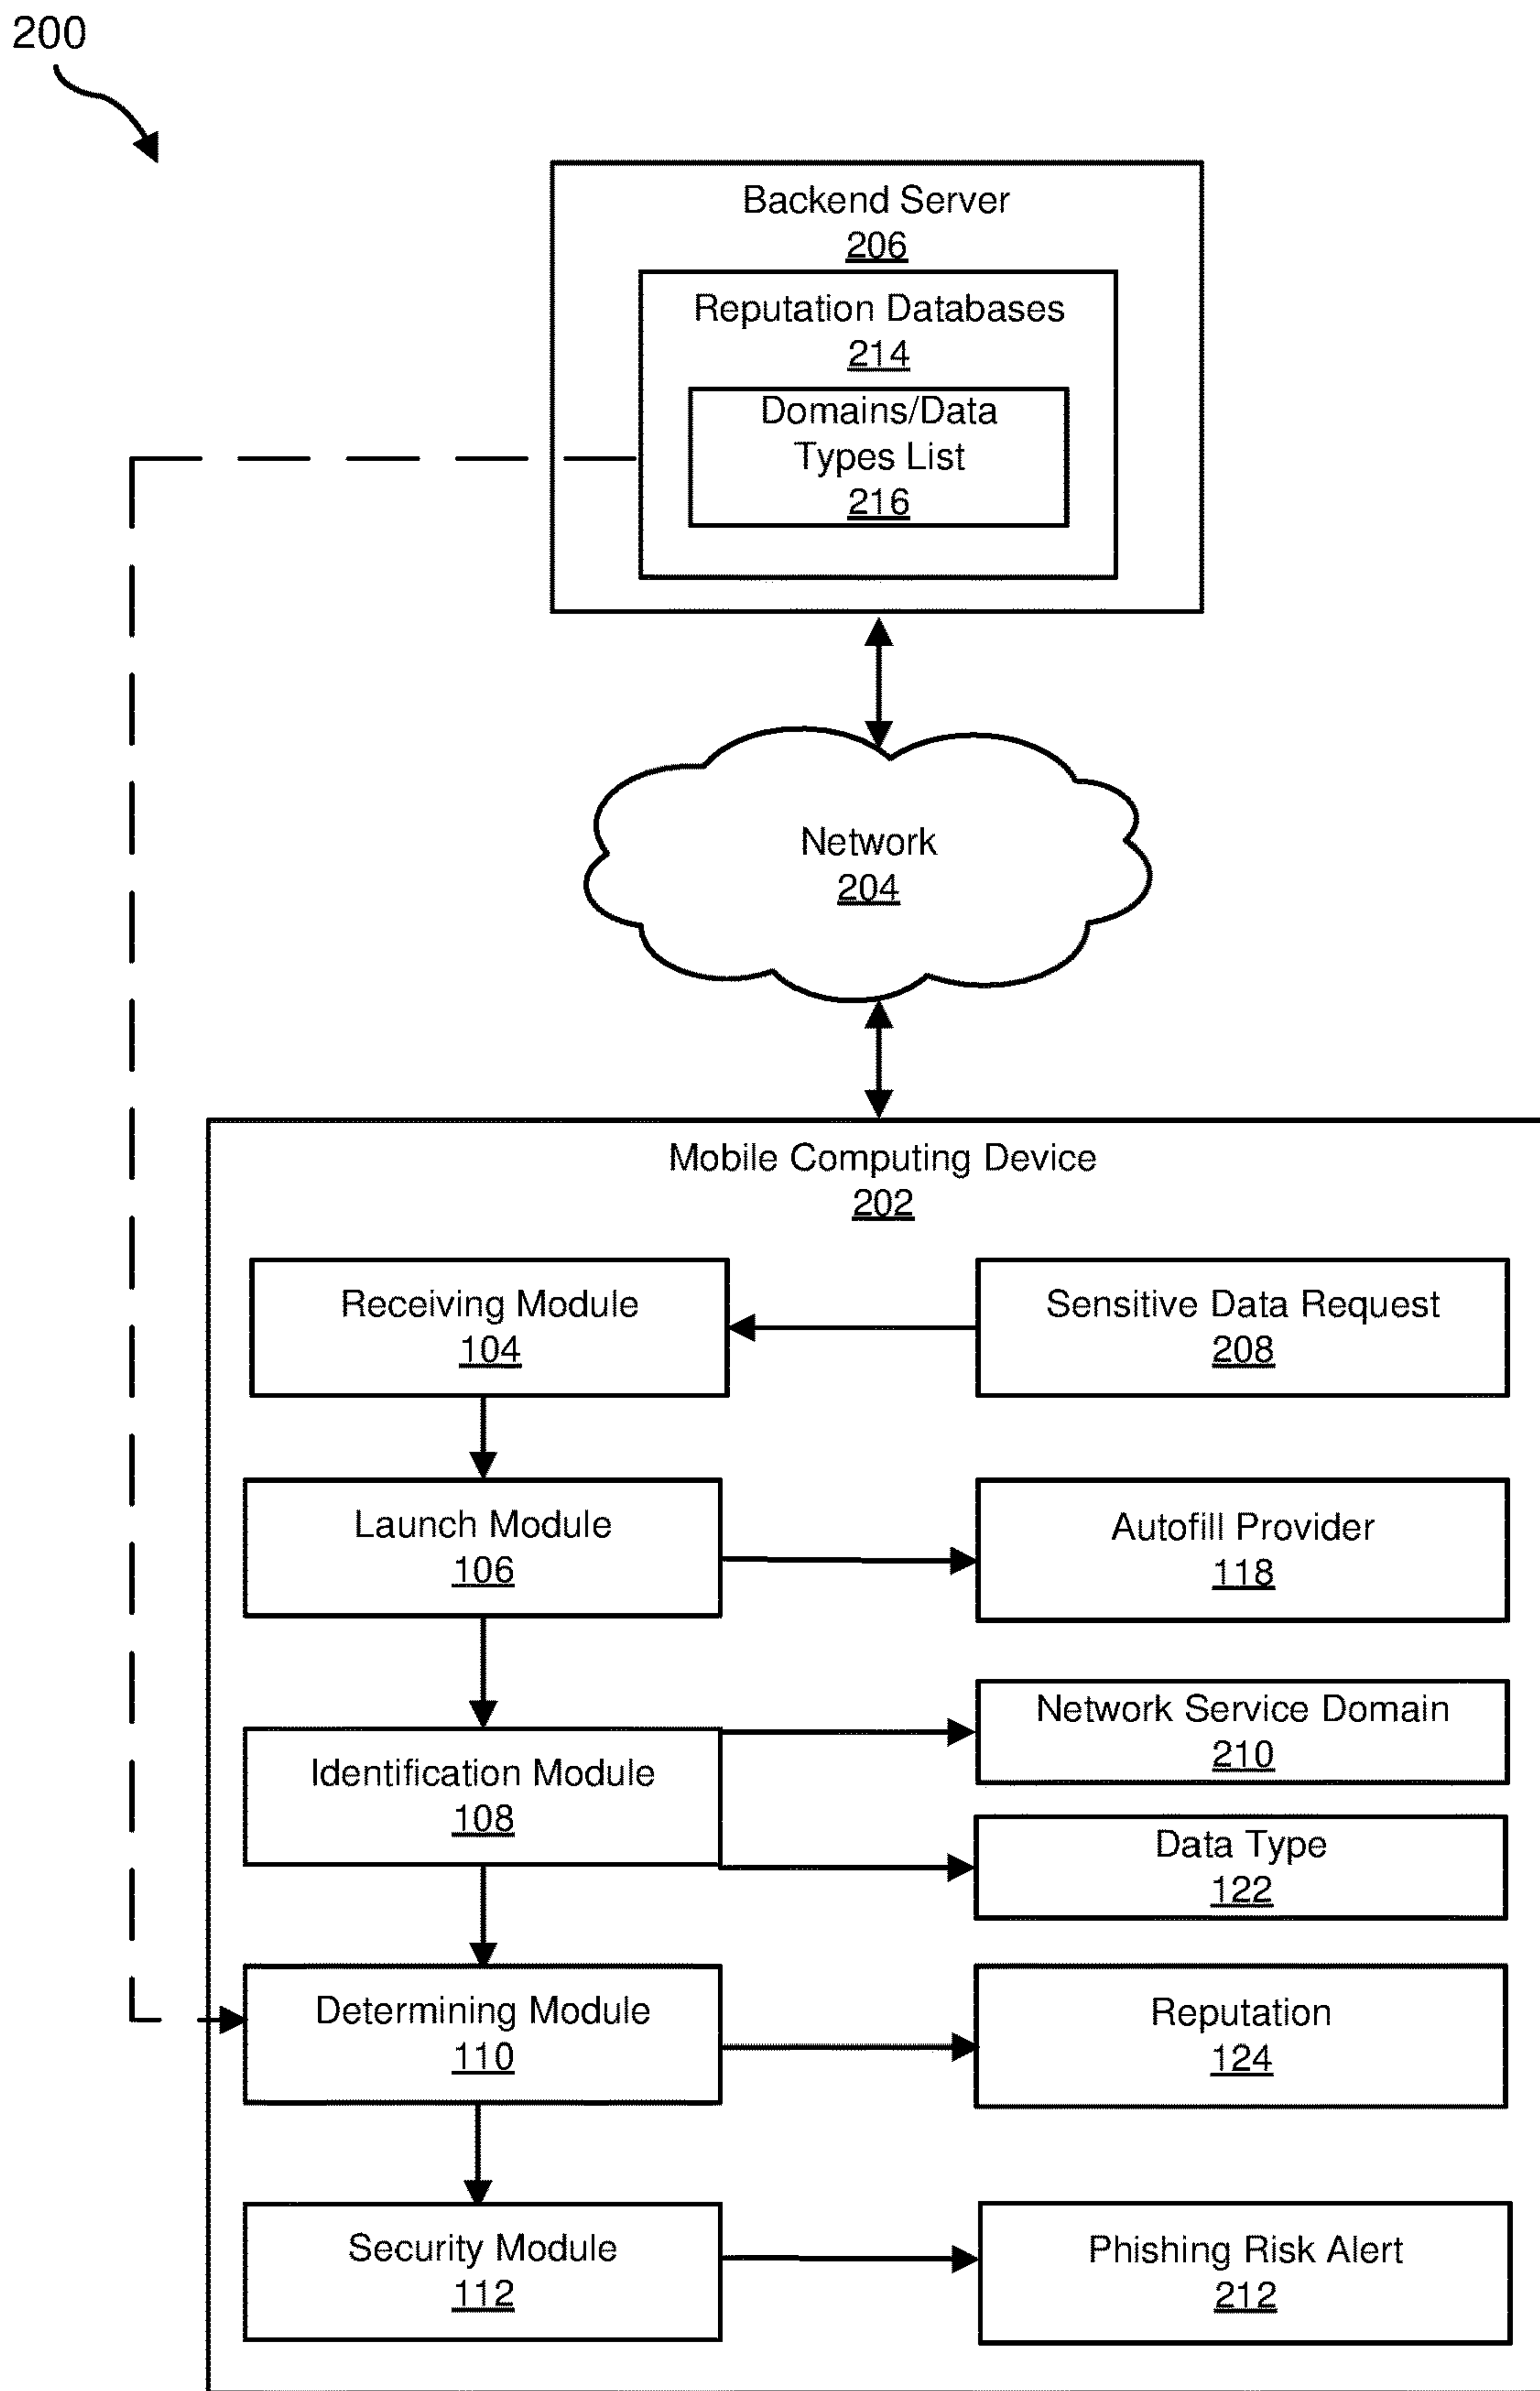 200
Backend Server
206
Reputation Databases
214
Domains/Data
Types List
216
Network
204
Mobile Computing Device
202
Receiving Module
104
Sensitive Data Request
208
Launch Module
106
Autofill Provider
118
Identification Module
108
Network Service Domain
210
Data Type
122
Determining Module
110
Reputation
124
Security Module
112
Phishing Risk Alert
212